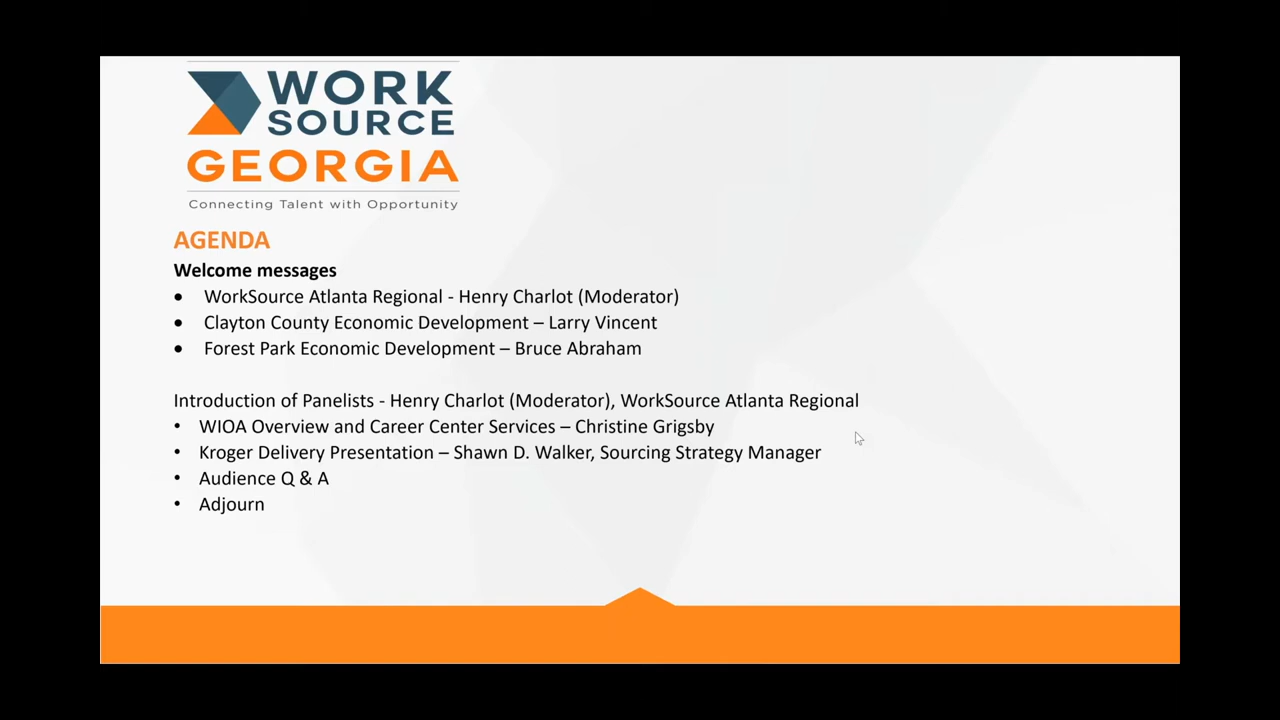 WORK
SOURCE
GEORGIA
Connecting Talent with Opportunity
AGENDA
Welcome messages
• WorkSource Atlanta Regional - Henry Charlot (Moderator)
• Clayton County Economic Development – Larry Vincent
• Forest Park Economic Development – Bruce Abraham
Introduction of Panelists - Henry Charlot (Moderator), WorkSource Atlanta Regional
• WIOA Overview and Career Center Services – Christine Grigsby
• Kroger Delivery Presentation – Shawn D. Walker, Sourcing Strategy Manager
• Audience Q & A
• Adjourn